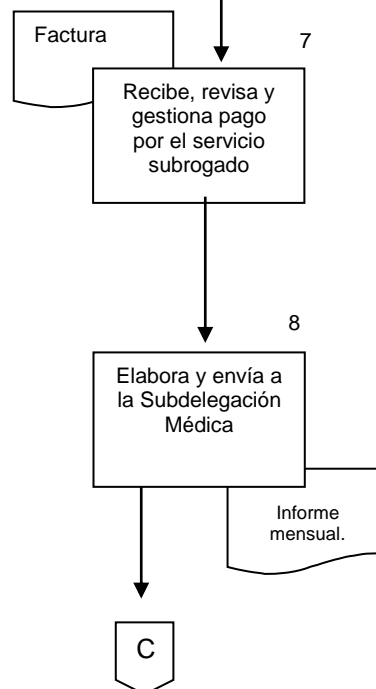 Factura
7
Recibe, revisa y
gestiona pago
por el servicio
subrogado
8
Elabora y envía a
la Subdelegación
Médica
Informe
mensual.
C